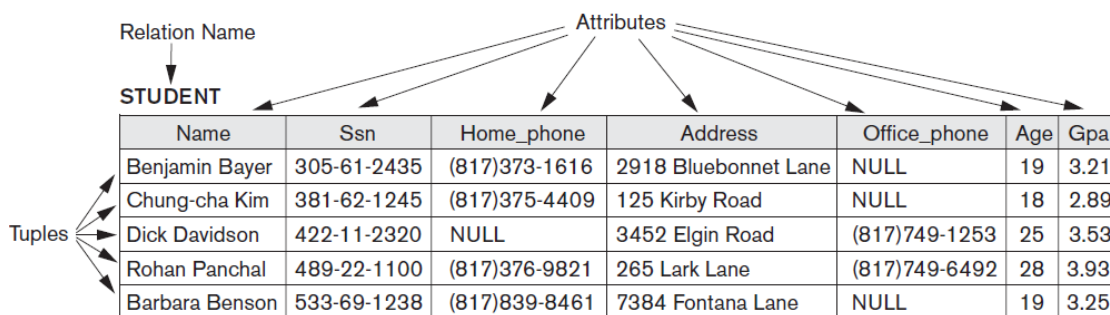 Attributes
Relation Name
STUDENT
Name Ssn Home_phone Address Office_phone Age Gpa
Benjamin Bayer 305-61-2435 (817)373-1616 2918 Bluebonnet Lane NULL 19 3.21
Chung-cha Kim 381-62-1245 (817)375-4409 125 Kirby Road NULL 18 2.89
Tuples Dick Davidson 422-11-2320 NULL 3452 Elgin Road (817)749-1253 25 3.53
Rohan Panchal 489-22-1100 (817)376-9821 265 Lark Lane (817)749-6492 28 3.93
Barbara Benson 533-69-1238 (817)839-8461 7384 Fontana Lane NULL 19 3.25